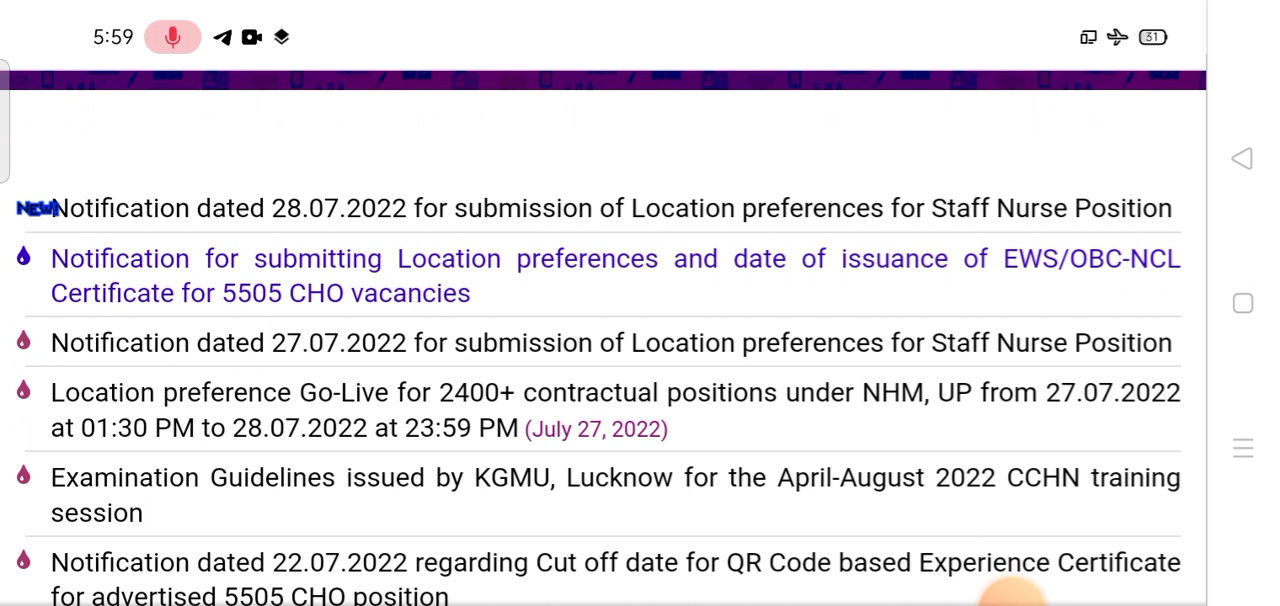 5:59
31
NEW! Notification dated 28.07.2022 for submission of Location preferences for Staff Nurse Position
Notification for submitting Location preferences and date of issuance of EWS/OBC-NCL
Certificate for 5505 CHO vacancies
Notification dated 27.07.2022 for submission of Location preferences for Staff Nurse Position
Location preference Go-Live for 2400+ contractual positions under NHM, UP from 27.07.2022
at 01:30 PM to 28.07.2022 at 23:59 PM (July 27, 2022)
Examination Guidelines issued by KGMU, Lucknow for the April-August 2022 CCHN training
session
Notification dated 22.07.2022 regarding Cut off date for QR Code based Experience Certificate
for advertised 5505 CHO position